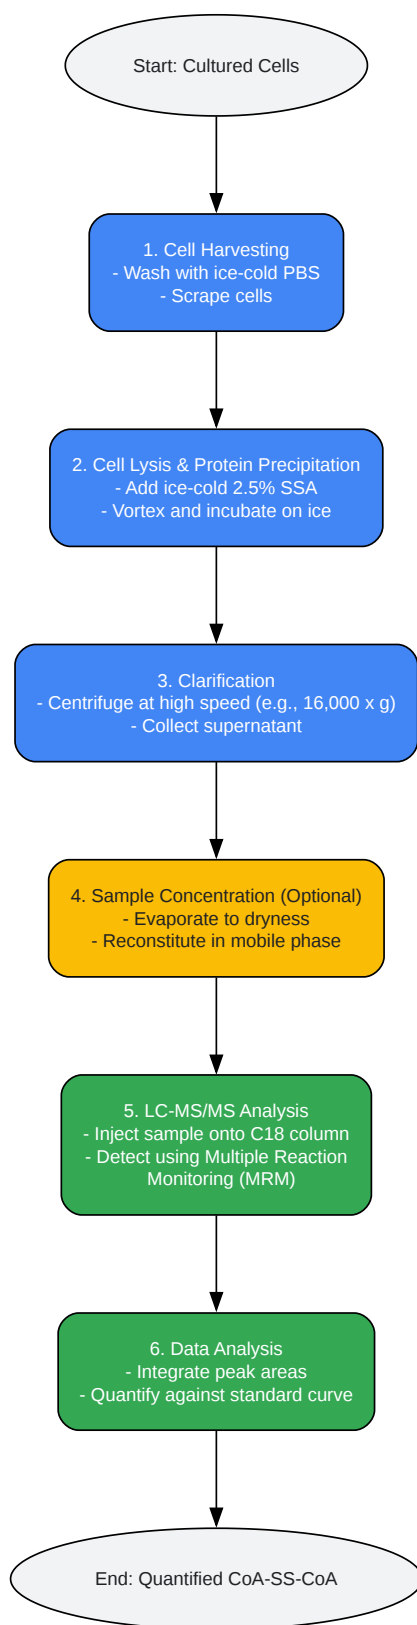 Start: Cultured Cells
1. Cell Harvesting
- Wash with ice-cold PBS
- Scrape cells
2. Cell Lysis & Protein Precipitation
- Add ice-cold 2.5% SSA
- Vortex and incubate on ice
3. Clarification
- Centrifuge at high speed (e.g., 16,000 x g)
- Collect supernatant
4. Sample Concentration (Optional)
- Evaporate to dryness
- Reconstitute in mobile phase
5. LC-MS/MS Analysis
- Inject sample onto C18 column
- Detect using Multiple Reaction
Monitoring (MRM)
6. Data Analysis
- Integrate peak areas
- Quantify against standard curve
End: Quantified CoA-SS-CoA